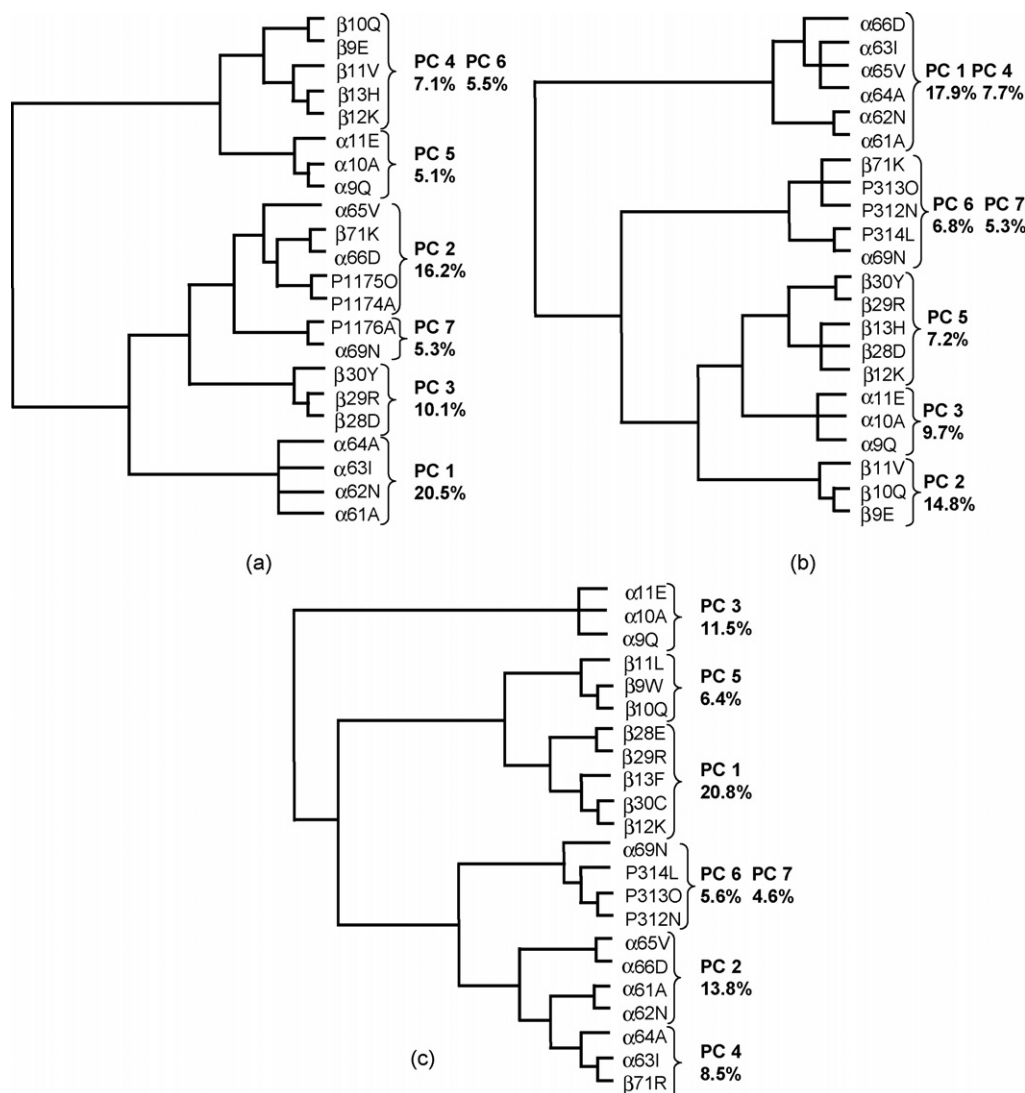 β10Q
β9E
β11V
β13H
β12K
PC 4 PC 6
7.1% 5.5%
α11E
α10A
α9Q
PC 5
5.1%
α65V
β71K
α66D
P1175O
P1174A
PC 2
16.2%
P1176A
α69N
PC 7
5.3%
β30Y
β29R
β28D
PC 3
10.1%
α64A
α63I
α62N
α61A
PC 1
20.5%
(a)
α66D
α63I
α65V
α64A
α62N
α61A
PC 1 PC 4
17.9% 7.7%
β71K
P313O
P312N
P314L
α69N
PC 6 PC 7
6.8% 5.3%
β30Y
β29R
β13H
β28D
β12K
PC 5
7.2%
α11E
α10A
α9Q
PC 3
9.7%
β11V
β10Q
β9E
PC 2
14.8%
(b)
α11E
α10A
α9Q
PC 3
11.5%
β11L
β9W
β10Q
PC 5
6.4%
β28E
β29R
β13F
β30C
β12K
PC 1
20.8%
α69N
P314L
P313O
P312N
PC 6 PC 7
5.6% 4.6%
α65V
α66D
α61A
α62N
PC 2
13.8%
α64A
α63I
β71R
PC 4
8.5%
(c)